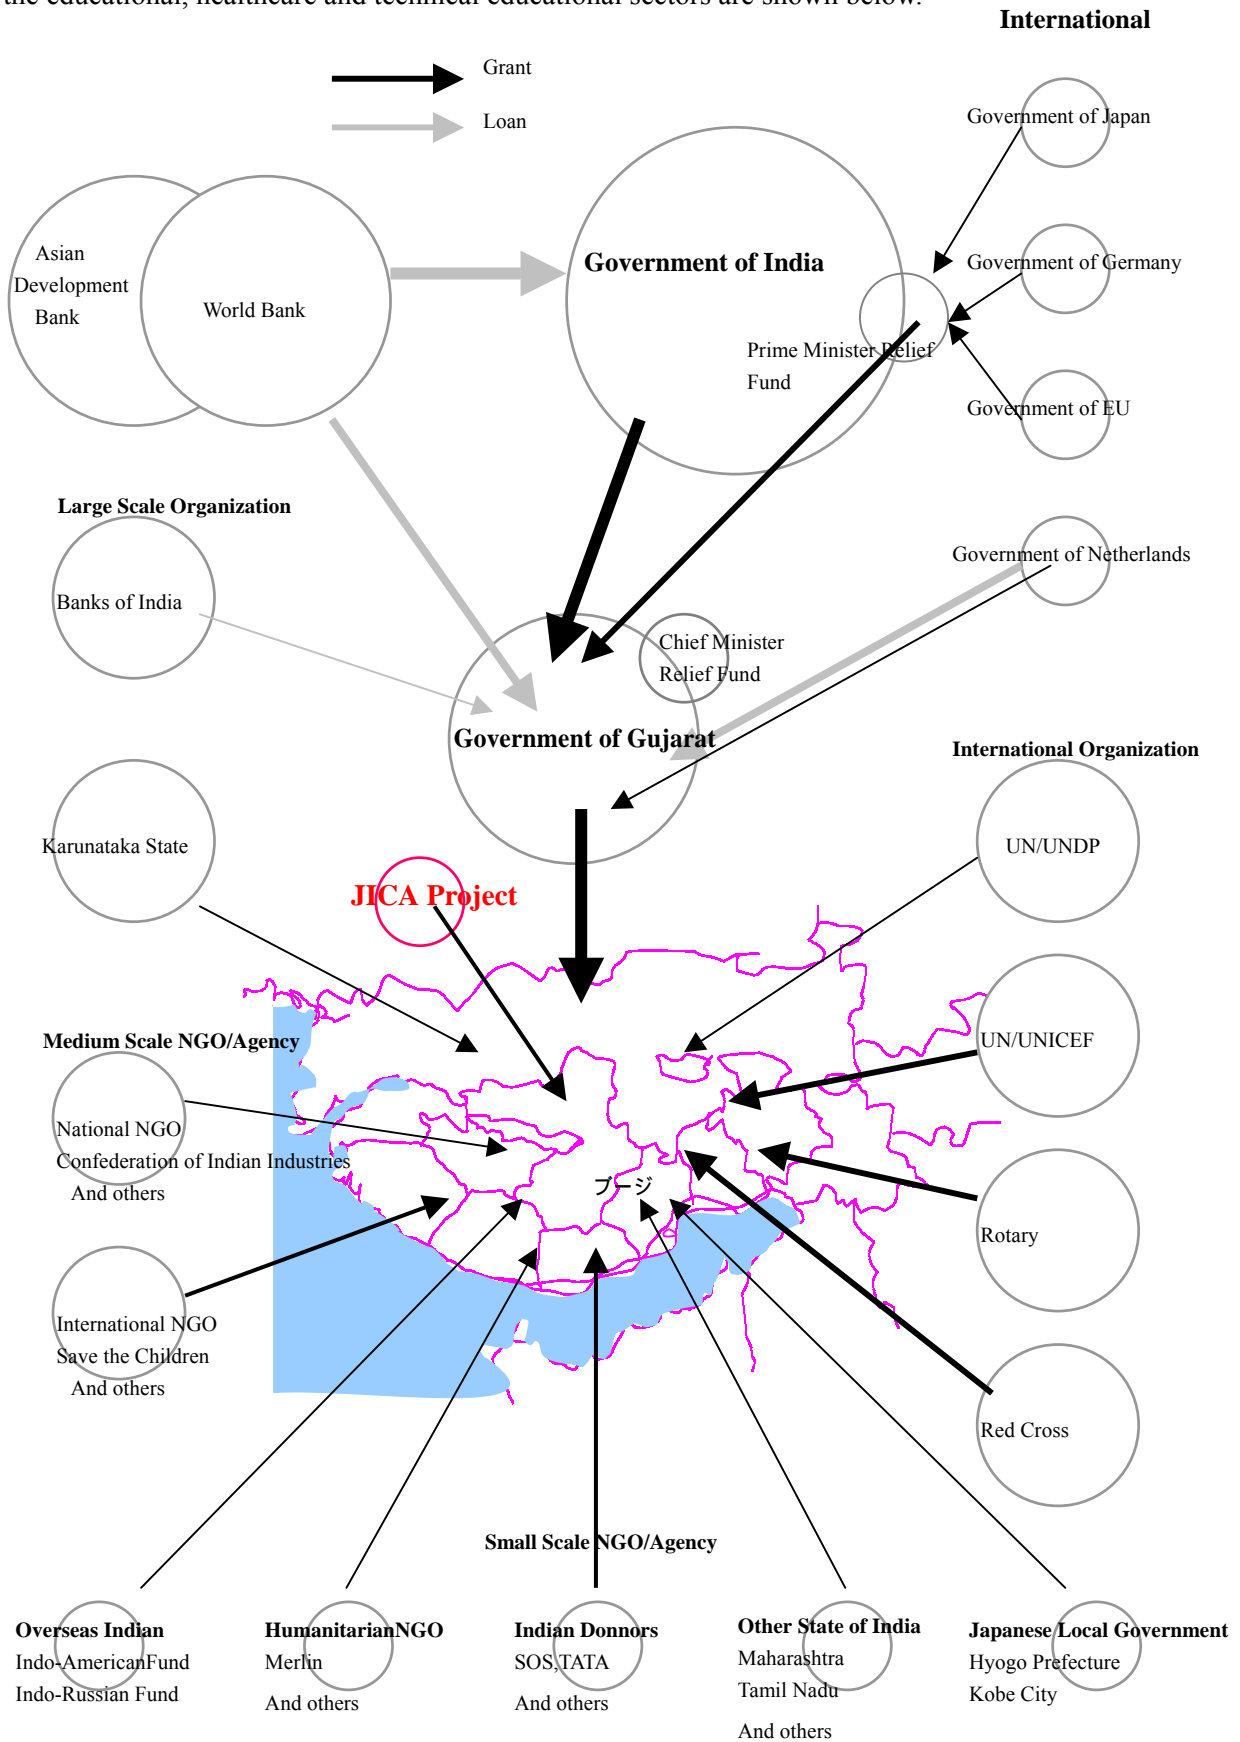 the educational, healthcare and technical educational sectors are shown below.
International
Grant
Loan
Government of Japan
Asian
Development
Bank
World Bank
Government of India
Government of Germany
Prime Minister Relief
Fund
Government of EU
Large Scale Organization
Banks of India
Government of Netherlands
Chief Minister
Relief Fund
Government of Gujarat
International Organization
Karunataka State
UN/UNDP
JICA Project
Medium Scale NGO/Agency
UN/UNICEF
National NGO
Confederation of Indian Industries
And others
ブージ
Rotary
International NGO
Save the Children
And others
Red Cross
Small Scale NGO/Agency
Overseas Indian
Indo-AmericanFund
Indo-Russian Fund
HumanitarianNGO
Merlin
And others
Indian Donnors
SOS,TATA
And others
Other State of India
Maharashtra
Tamil Nadu
And others
Japanese Local Government
Hyogo Prefecture
Kobe City